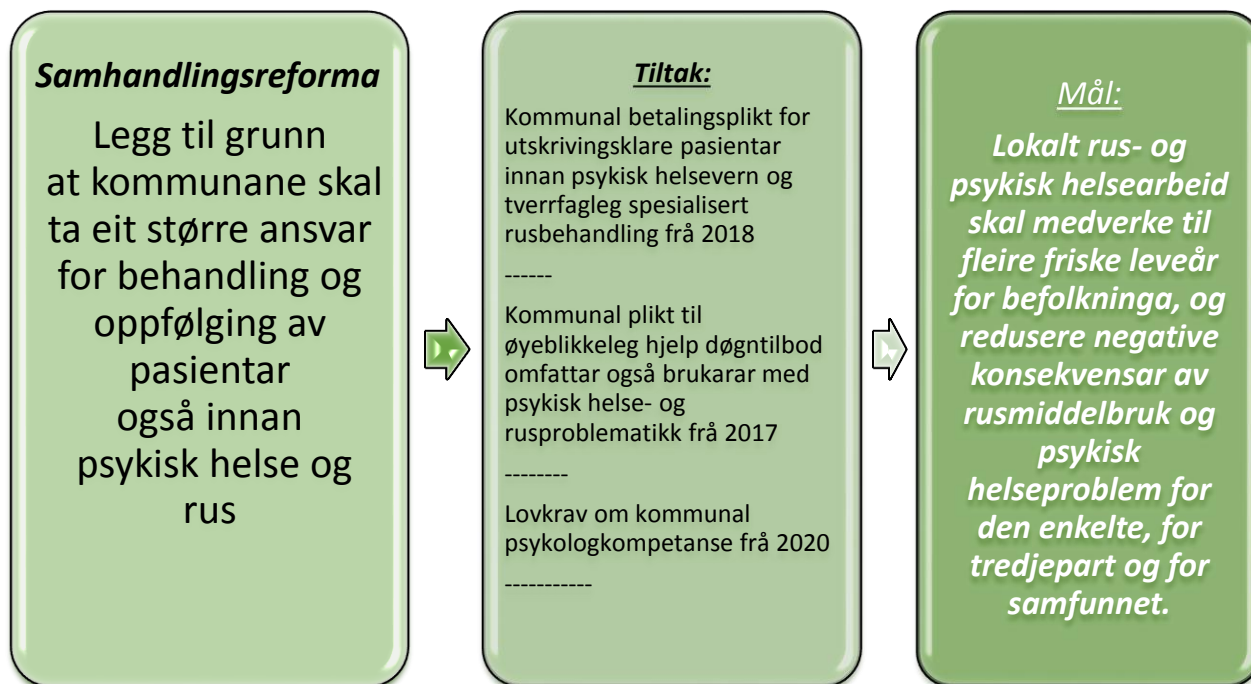 Samhandlingsreforma
Legg til grunn
at kommunane skal
ta eit større ansvar
for behandling og
oppfølging av
pasientar
også innan
psykisk helse og
rus
Tiltak:
Kommunal betalingsplikt for
utskrivingsklare pasientar
innan psykisk helsevern og
tverrfagleg spesialisert
rusbehandling frå 2018
------
Kommunal plikt til
øyeblikkeleg hjelp døgntilbod
omfattar også brukarar med
psykisk helse- og
rusproblematikk frå 2017
--------
Lovkrav om kommunal
psykologkompetanse frå 2020
-----------
Mål:
Lokalt rus- og
psykisk helsearbeid
skal medverke til
fleire friske leveår
for befolkninga, og
redusere negative
konsekvensar av
rusmiddelbruk og
psykisk
helseproblem for
den enkelte, for
tredjepart og for
samfunnet.